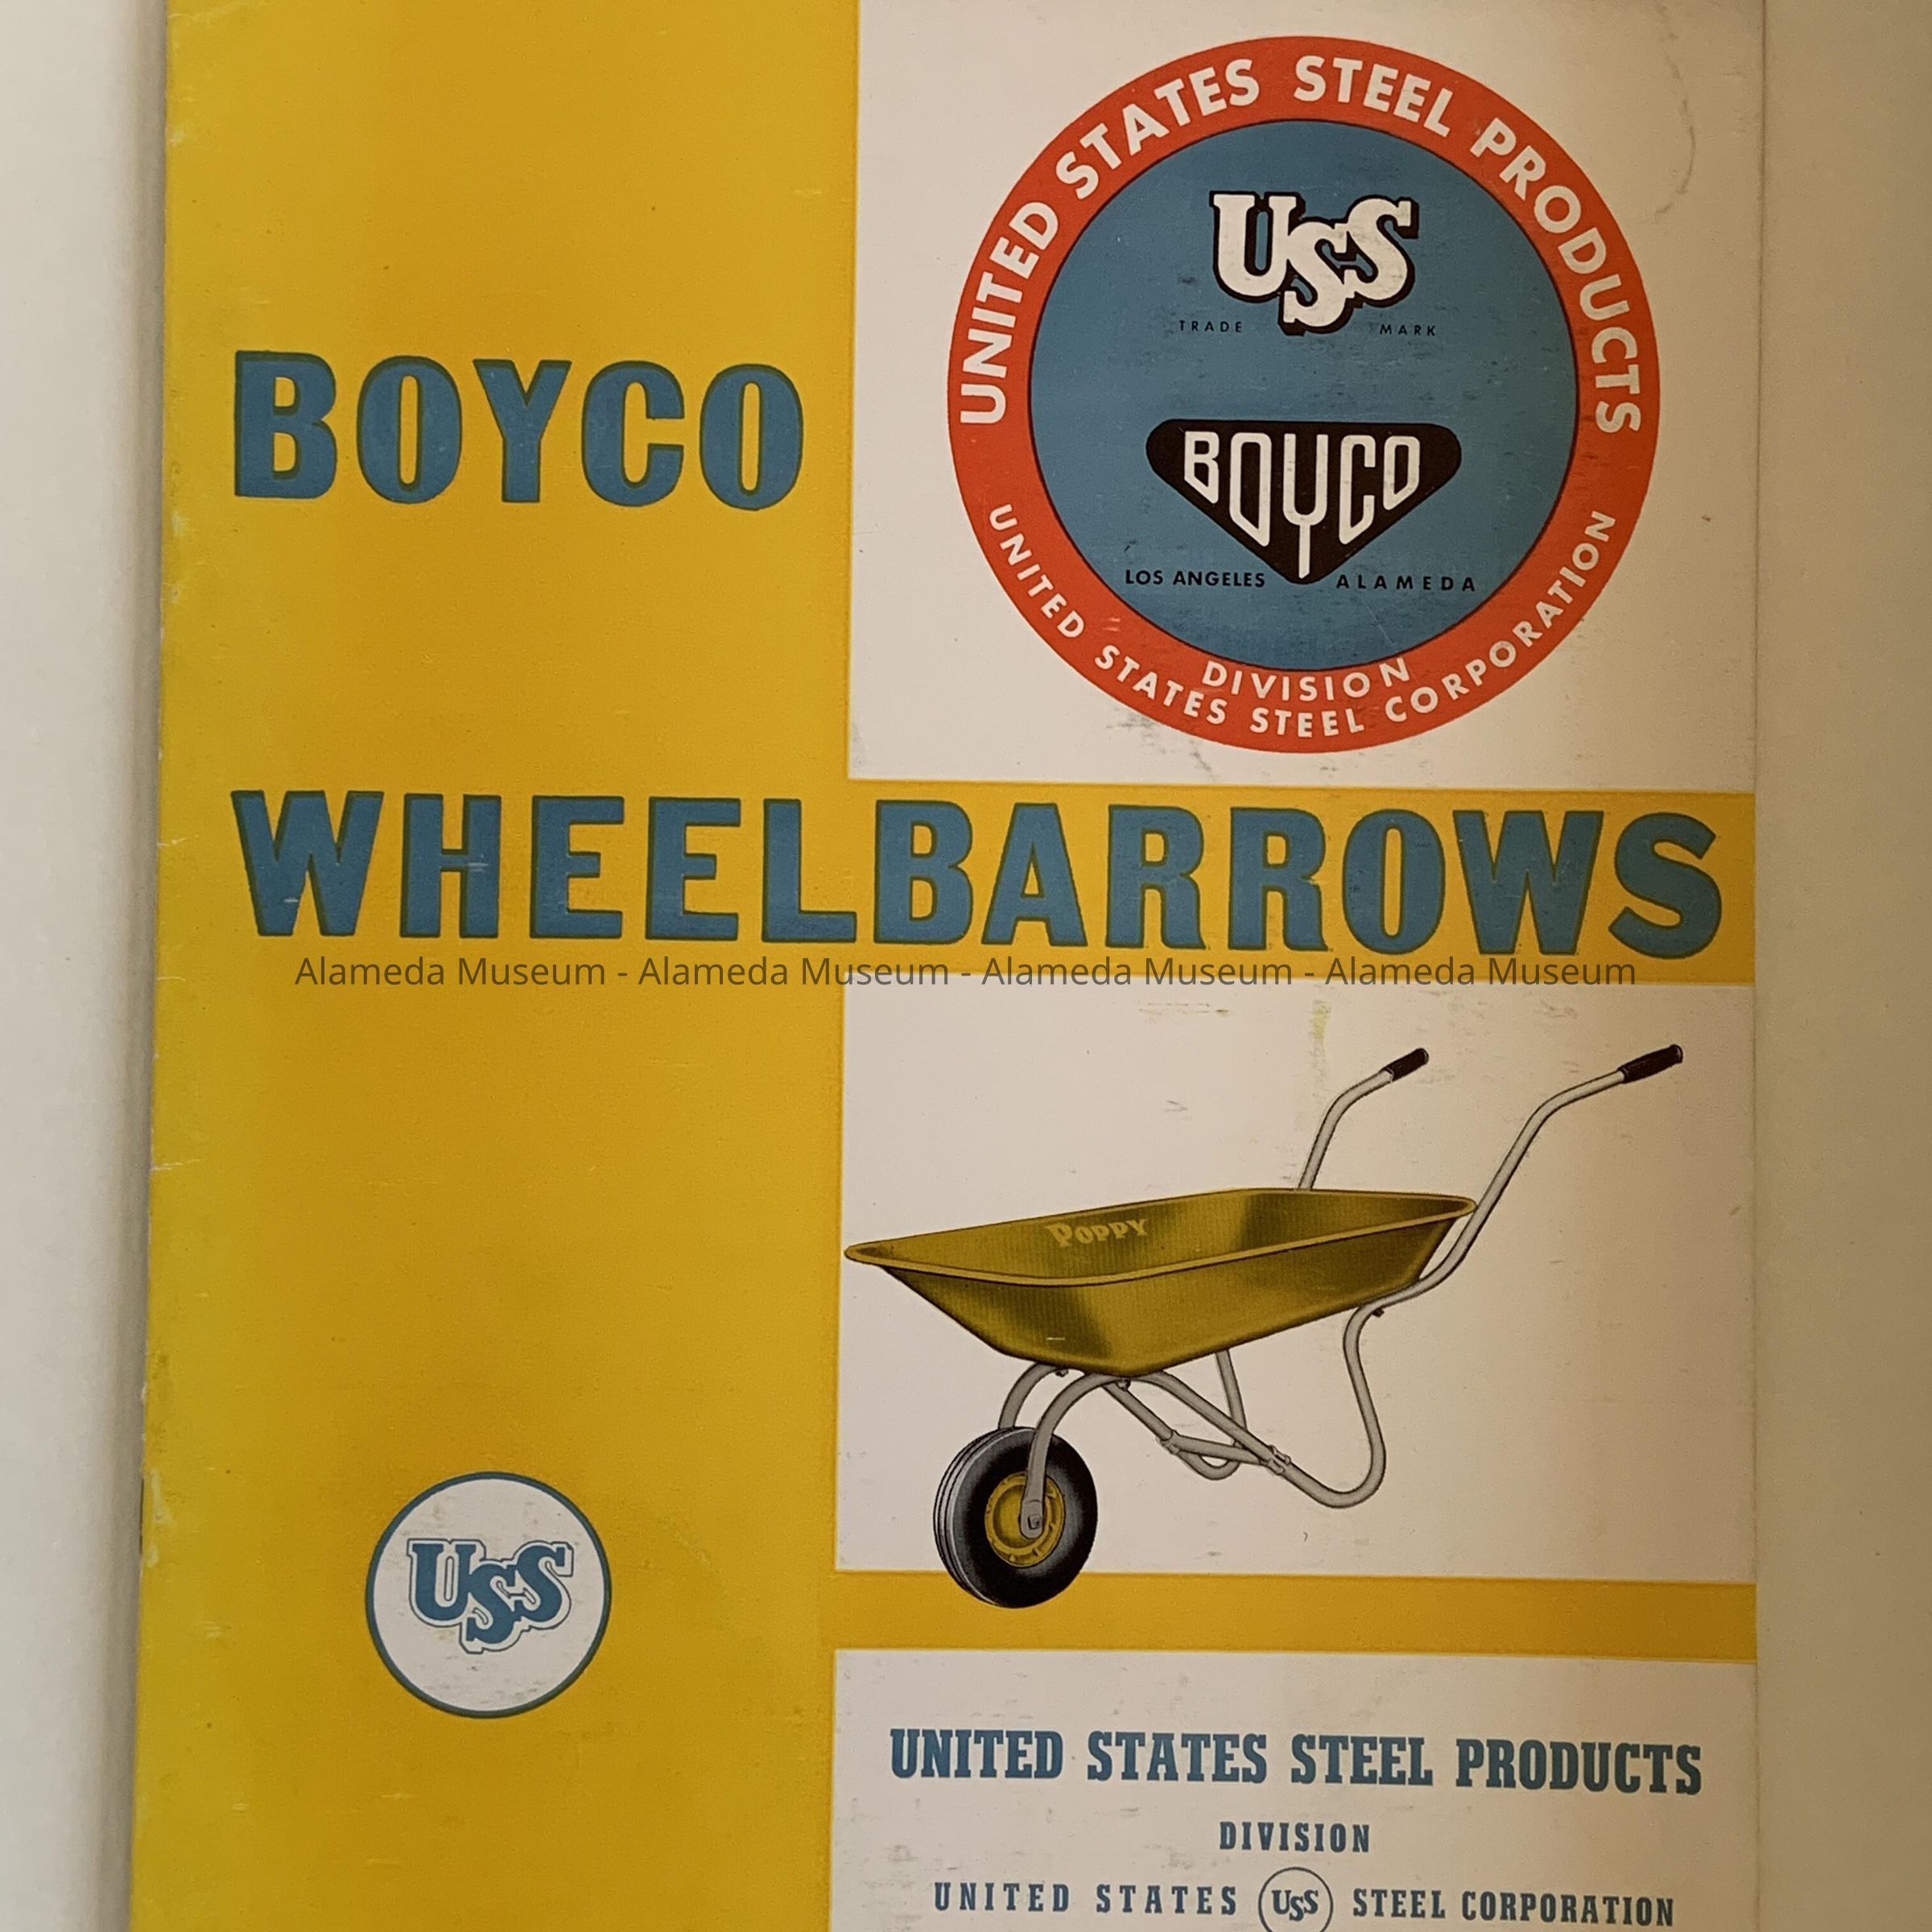 UNITED STATES STEEL PRODUCTS
USS
TRADE MARK
BOYCO
BOYCO
LOS ANGELES ALAMEDA
DIVISION
UNITED STATES STEEL CORPORATION
WHEELBARROWS
Alameda Museum - Alameda Museum - Alameda Museum - Alameda Museum
POPPY
USS
UNITED STATES STEEL PRODUCTS
DIVISION
UNITED STATES USS STEEL CORPORATION